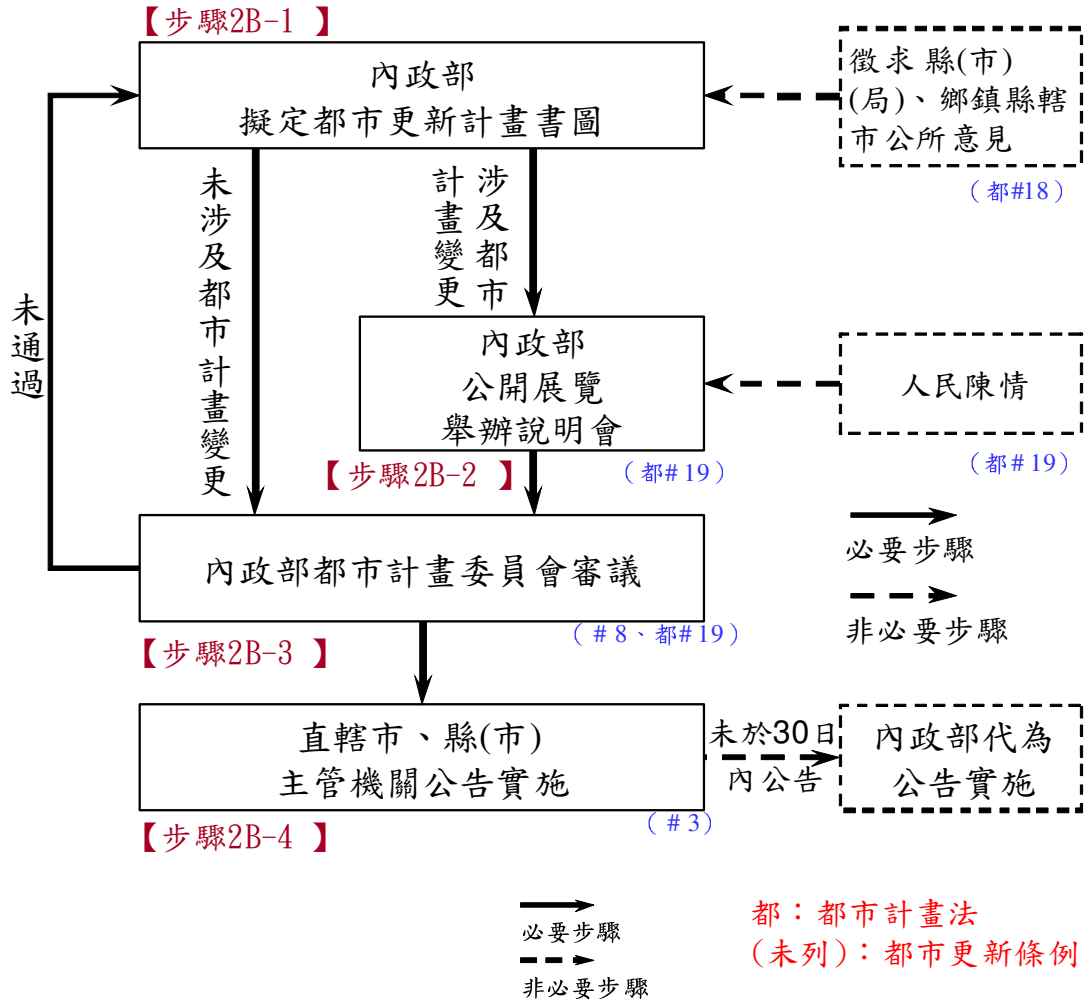 【步驟2B-1 】
內政部
擬定都市更新計畫書圖
徵求縣(市)
(局)、鄉鎮縣轄
市公所意見
(都#18)
未涉及都市計畫變更
涉及都市
計畫變更
未通過
內政部
公開展覽
舉辦說明會
人民陳情
【步驟2B-2 】
(都#19)
(都#19)
內政部都市計畫委員會審議
必要步驟
非必要步驟
【步驟2B-3 】
(#8、都#19)
直轄市、縣(市)
主管機關公告實施
未於30日
內公告
內政部代為
公告實施
(#3)
【步驟2B-4 】
必要步驟
非必要步驟
都：都市計畫法
(未列)：都市更新條例